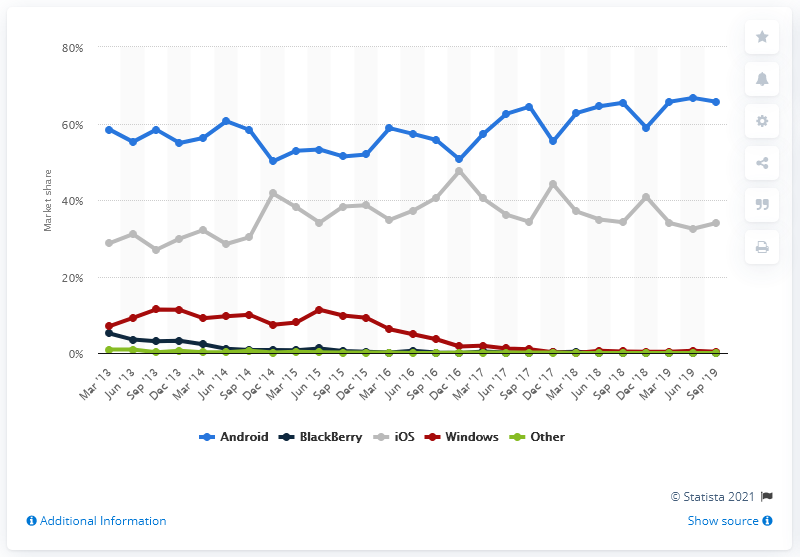 80%
60%
40%
20%
0%
Market share
Mar '13
Jun '13
Sep '13
Dec '13
Mar '14
Jun '14
Sep '14
Dec '14
Mar '15
Jun '15
Sep '15
Dec '15
Mar '16
Jun '16
Sep '16
Dec '16
Mar '17
Jun '17
Sep '17
Dec '17
Mar '18
Jun '18
Sep '18
Dec '18
Mar '19
Jun '19
Sep '19
Android BlackBerry iOS Windows Other
© Statista 2021
Additional Information Show source